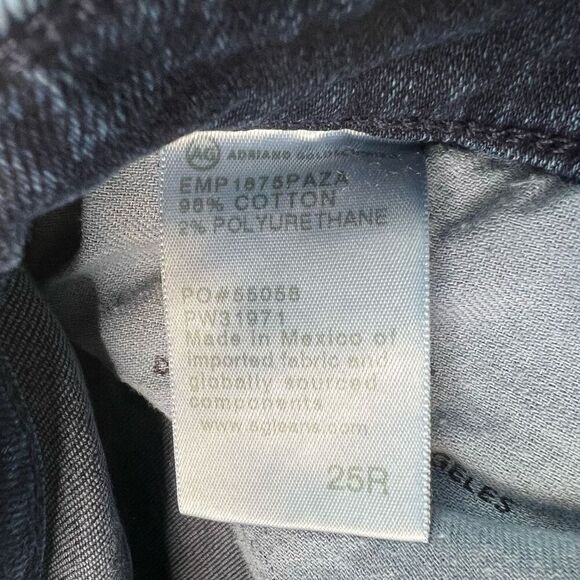 AG ADRIANO GOLDSCHMIED
EMP1875PAZA
98% COTTON
2% POLYURETHANE
PO#55058
PW31971
Made in Mexico of
imported fabric and
globally sourced
components
www.agjeans.com
25R
GELES